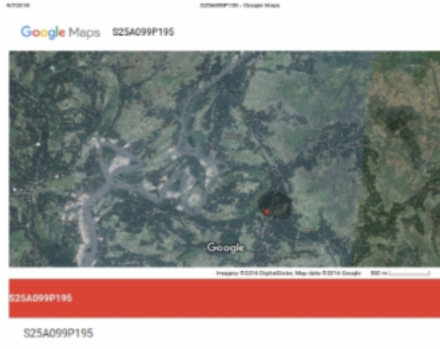 S25A099P195 - Google Maps
Google Maps S25A099P195
Google
Imagery ©2016 DigitalGlobe, Map data ©2016 Google 500 m
S25A099P195
S25A099P195